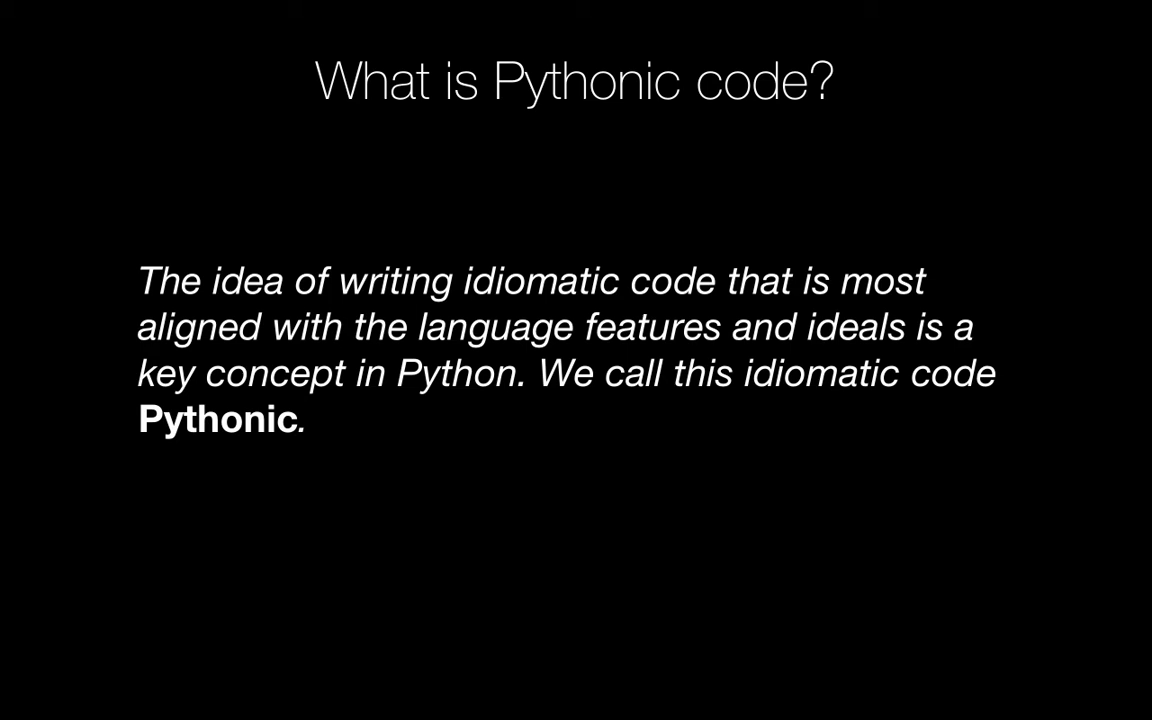 What is Pythonic code?
The idea of writing idiomatic code that is most
aligned with the language features and ideals is a
key concept in Python. We call this idiomatic code
Pythonic.